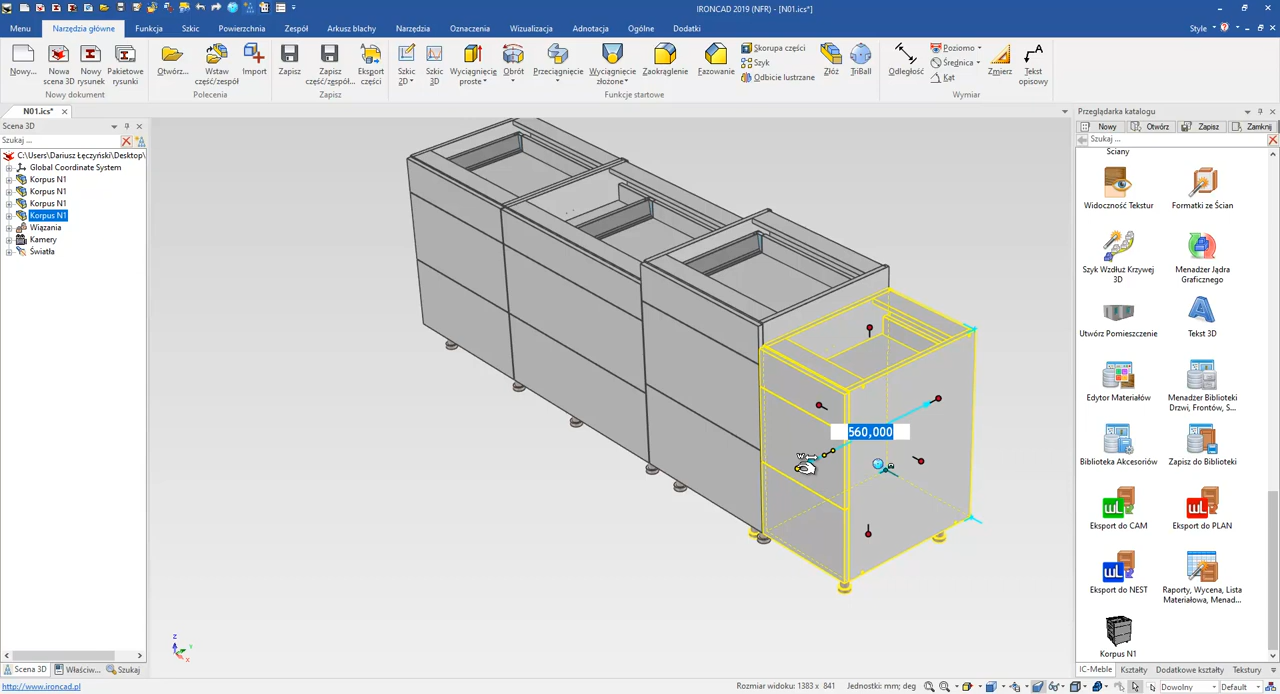 IRONCAD 2019 (NFR) - [N01.ics*]
Menu Narzędzia główne Funkcja Szkic Powierzchnia Zespół Arkusz blachy Narzędzia Oznaczenia Wizualizacja Adnotacja Ogólne Dodatki Style
Nowy... Nowa scena 3D Nowy rysunek Pakietowe rysunki
Nowy dokument
Otwórz... Wstaw część/zespół Import
Polecenia
Zapisz Zapisz część/zespół... Eksport części
Zapisz
Szkic 2D Szkic 3D Wyciągnięcie proste Obrót Przeciągnięcie Wyciągnięcie złożone Zaokrąglenie Fazowanie
Skorupa części
Szyk
Odbicie lustrzane
Złóż TriBall
Funkcje startowe
Odległość
Poziomo
Średnica
Kąt
Zmierz Tekst opisowy
Wymiar
N01.ics*
Scena 3D
Szukaj ...
C:\Users\Dariusz Łęczyński\Desktop\
Global Coordinate System
Korpus N1
Korpus N1
Korpus N1
Korpus N1
Wiązania
Kamery
Światła
560,000
W
Z
Y
X
Przeglądarka katalogu
Nowy Otwórz Zapisz Zamknij
Szukaj ...
Ściany
Widoczność Tekstur Formatki ze Ścian
Szyk Wzdłuz Krzywej 3D
Menadżer Jądra Graficznego
Utwórz Pomieszczenie Tekst 3D
Edytor Materiałów
Menadzer Biblioteki Drzwi, Frontów, S...
Biblioteka Akcesoriów Zapisz do Biblioteki
Eksport do CAM Eksport do PLAN
Eksport do NEST
Raporty, Wycena, Lista Materiałowa, Menad...
Korpus N1
IC-Meble Kształty Dodatkowe kształty Tekstury
Scena 3D Właściw... Szukaj
http://www.ironcad.pl
Rozmiar widoku: 1383 x 841 Jednostki: mm; deg
Dowolny Default